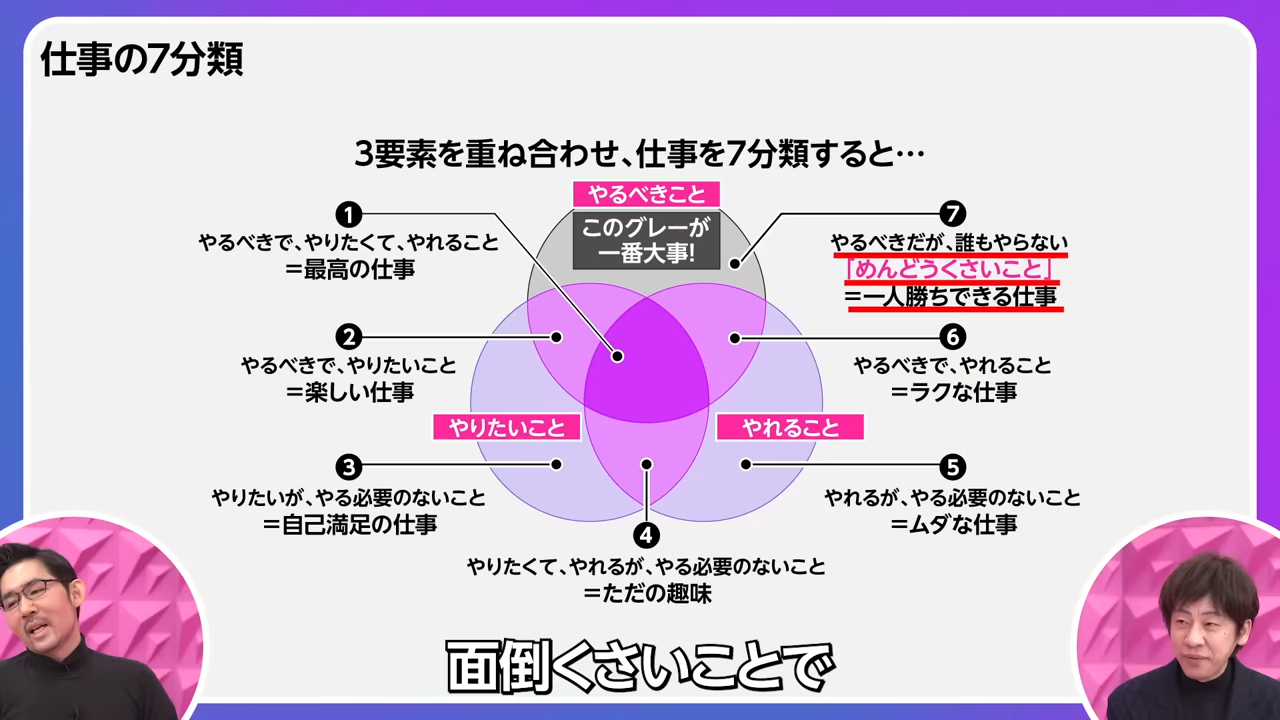 仕事の7分類
3要素を重ね合わせ、仕事を7分類すると…
やるべきこと
このグレーが
一番大事!
1
やるべきで、やりたくて、やれること
＝最高の仕事
2
やるべきで、やりたいこと
＝楽しい仕事
やりたいこと
3
やりたいが、やる必要のないこと
＝自己満足の仕事
4
やりたくて、やれるが、やる必要のないこと
＝ただの趣味
7
やるべきだが、誰もやらない
「めんどうくさいこと」
＝一人勝ちできる仕事
6
やるべきで、やれること
＝ラクな仕事
やれること
5
やれるが、やる必要のないこと
＝ムダな仕事
面倒くさいことで